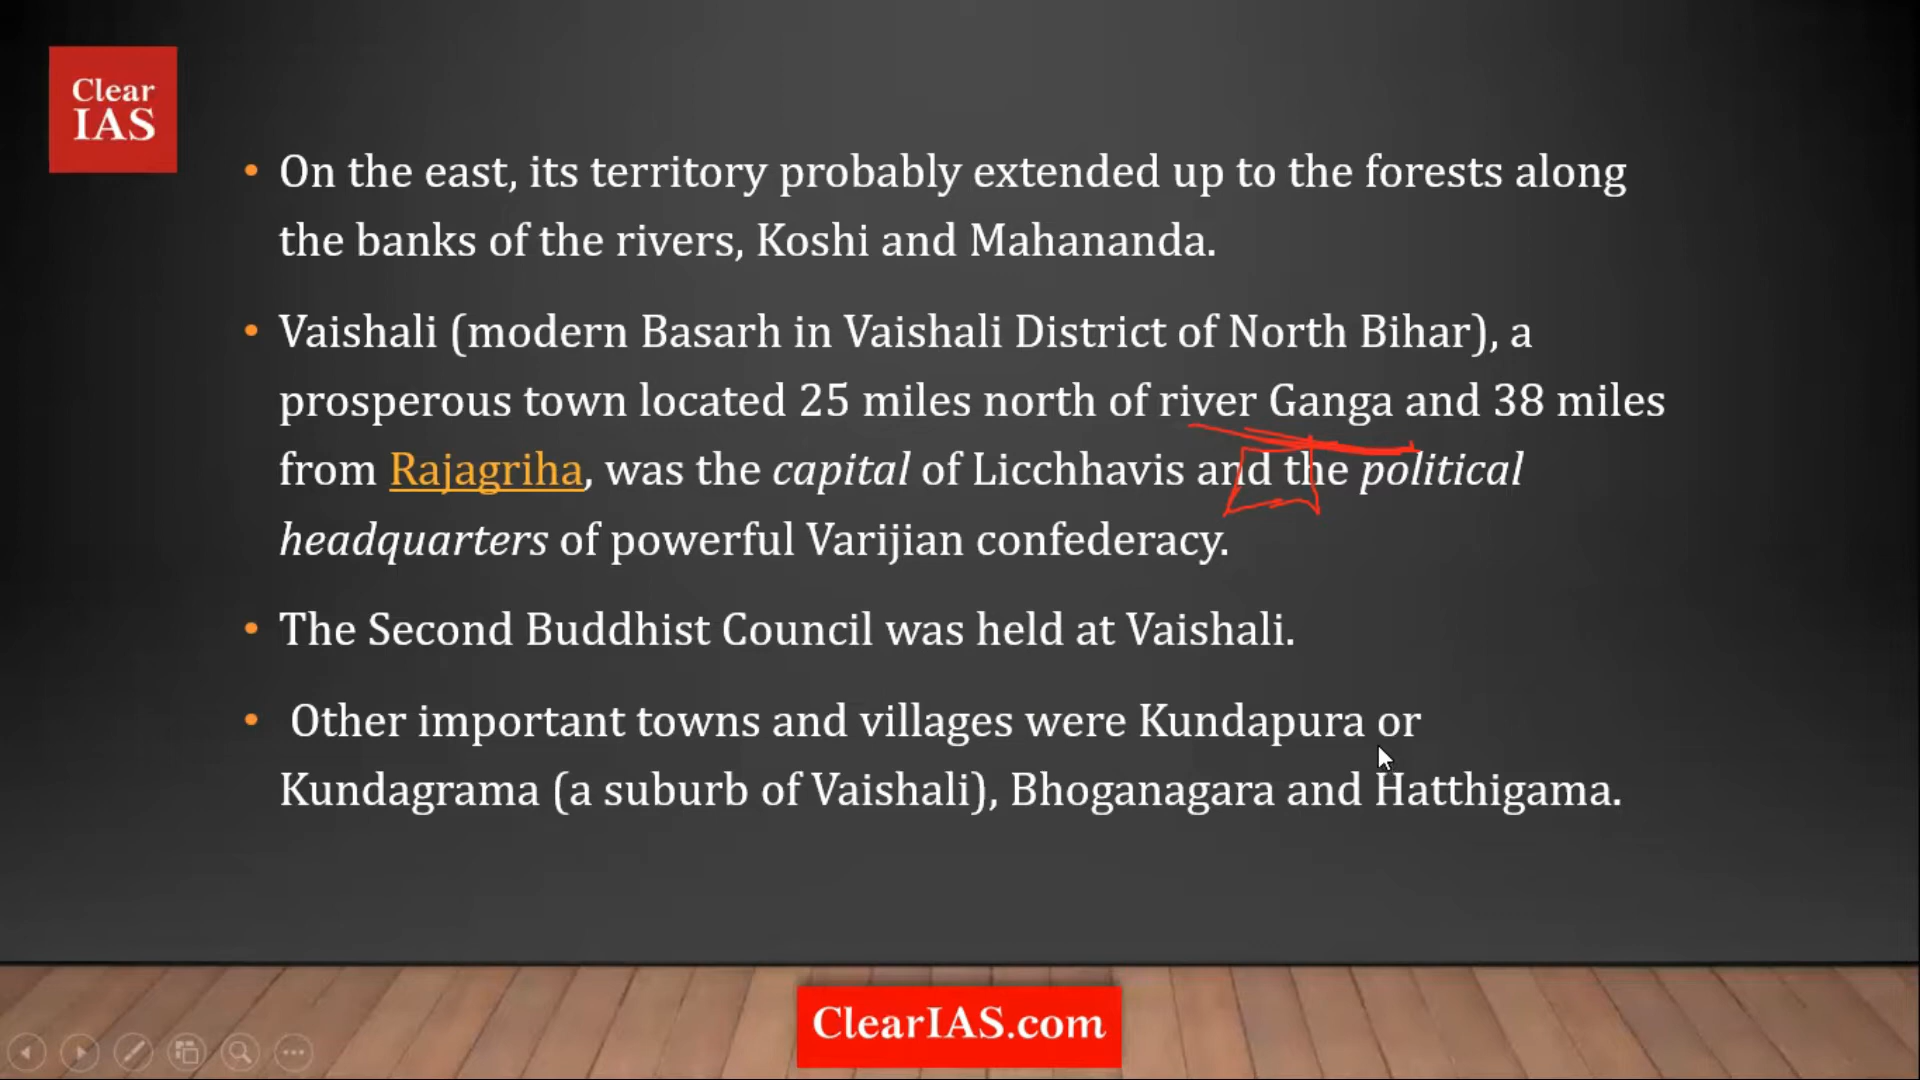 Clear
IAS
• On the east, its territory probably extended up to the forests along
the banks of the rivers, Koshi and Mahananda.
• Vaishali (modern Basarh in Vaishali District of North Bihar), a
prosperous town located 25 miles north of river Ganga and 38 miles
from Rajagriha, was the capital of Licchhavis and the political
headquarters of powerful Varijian confederacy.
• The Second Buddhist Council was held at Vaishali.
• Other important towns and villages were Kundapura or
Kundagrama (a suburb of Vaishali), Bhoganagara and Hatthigama.
ClearIAS.com